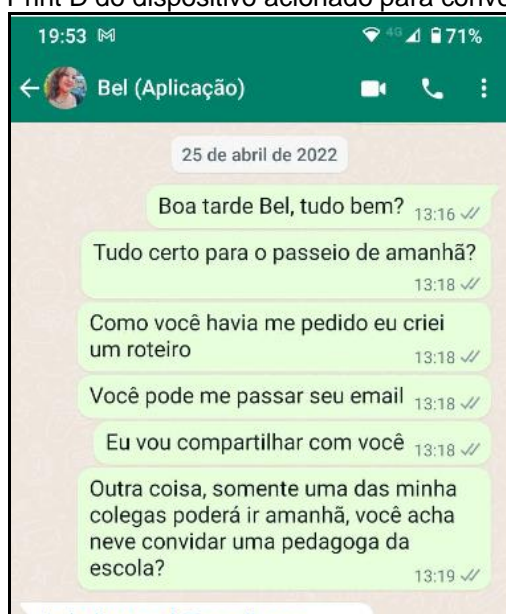 19:53 4G 71%
Bel (Aplicação)
25 de abril de 2022
Boa tarde Bel, tudo bem? 13:16
Tudo certo para o passeio de amanhã?
13:18
Como você havia me pedido eu criei
um roteiro 13:18
Você pode me passar seu email 13:18
Eu vou compartilhar com você 13:18
Outra coisa, somente uma das minha
colegas poderá ir amanhã, você acha
neve convidar uma pedagoga da
escola? 13:19